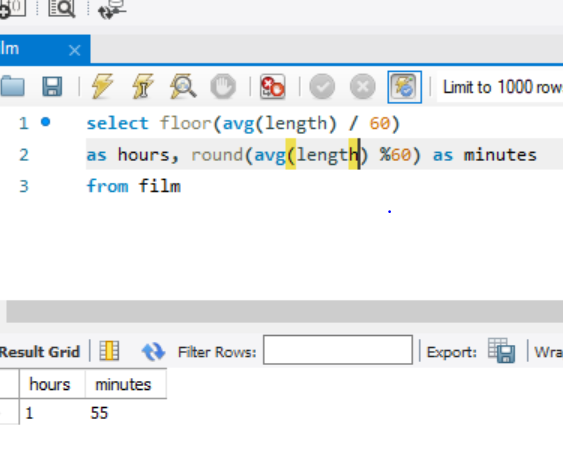 lm ×
Limit to 1000 row
1 select floor(avg(length) / 60)
2 as hours, round(avg(length) %60) as minutes
3 from film
Result Grid Filter Rows: Export: Wra
hours minutes
1 55